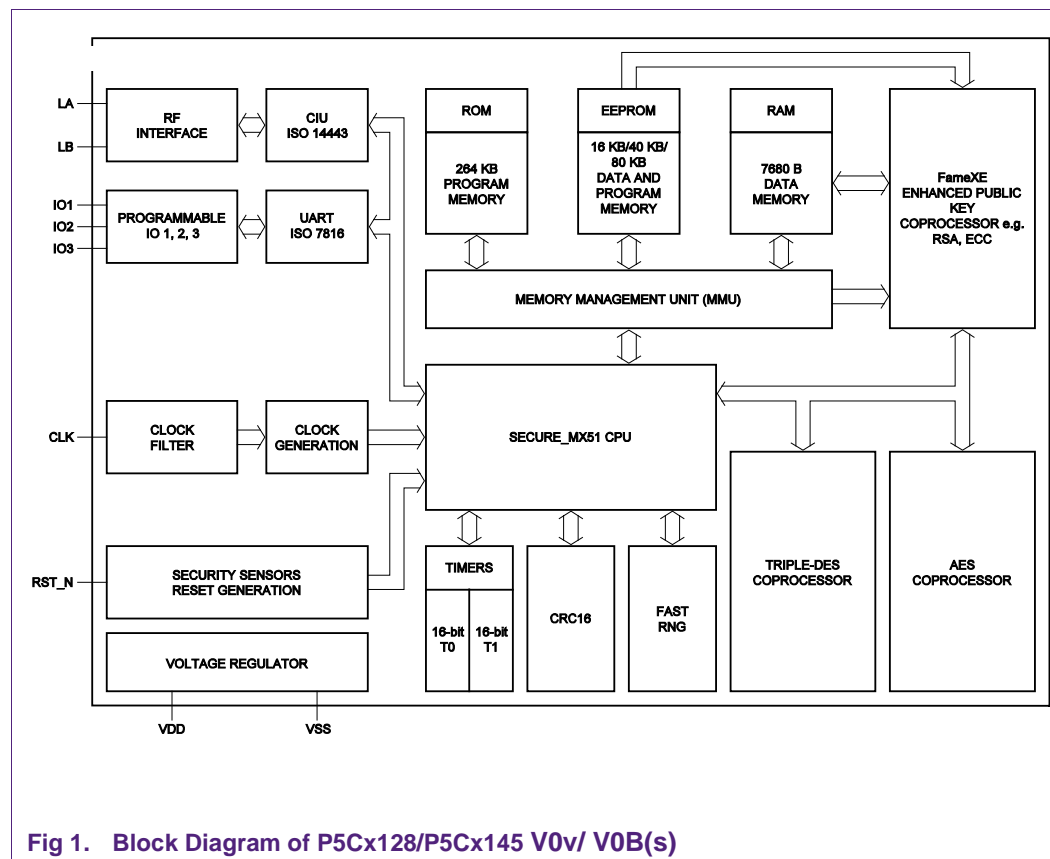 LA
LB
RF
INTERFACE
CIU
ISO 14443
IO1
IO2
IO3
PROGRAMMABLE
IO 1, 2, 3
UART
ISO 7816
ROM
264 KB
PROGRAM
MEMORY
EEPROM
16 KB/40 KB/
80 KB
DATA AND
PROGRAM
MEMORY
RAM
7680 B
DATA
MEMORY
FameXE
ENHANCED PUBLIC
KEY
COPROCESSOR e.g.
RSA, ECC
MEMORY MANAGEMENT UNIT (MMU)
CLK
CLOCK
FILTER
CLOCK
GENERATION
SECURE_MX51 CPU
RST_N
SECURITY SENSORS
RESET GENERATION
VOLTAGE REGULATOR
VDD
VSS
TIMERS
16-bit
T0
16-bit
T1
CRC16
FAST
RNG
TRIPLE-DES
COPROCESSOR
AES
COPROCESSOR
Fig 1. Block Diagram of P5Cx128/P5Cx145 V0v/ V0B(s)